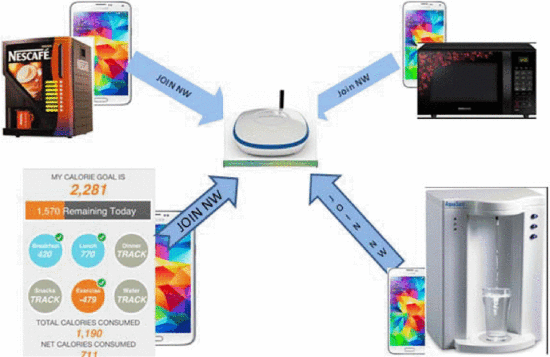 NESCAFÉ
JOIN NW
Join NW
MY CALORIE GOAL IS
2,281
1,570 Remaining Today
Breakfast
420
Lunch
770
Dinner
TRACK
Snacks
TRACK
Exercise
-479
Water
TRACK
TOTAL CALORIES CONSUMED
1,190
NET CALORIES CONSUMED
711
JOIN NW
JOIN NW